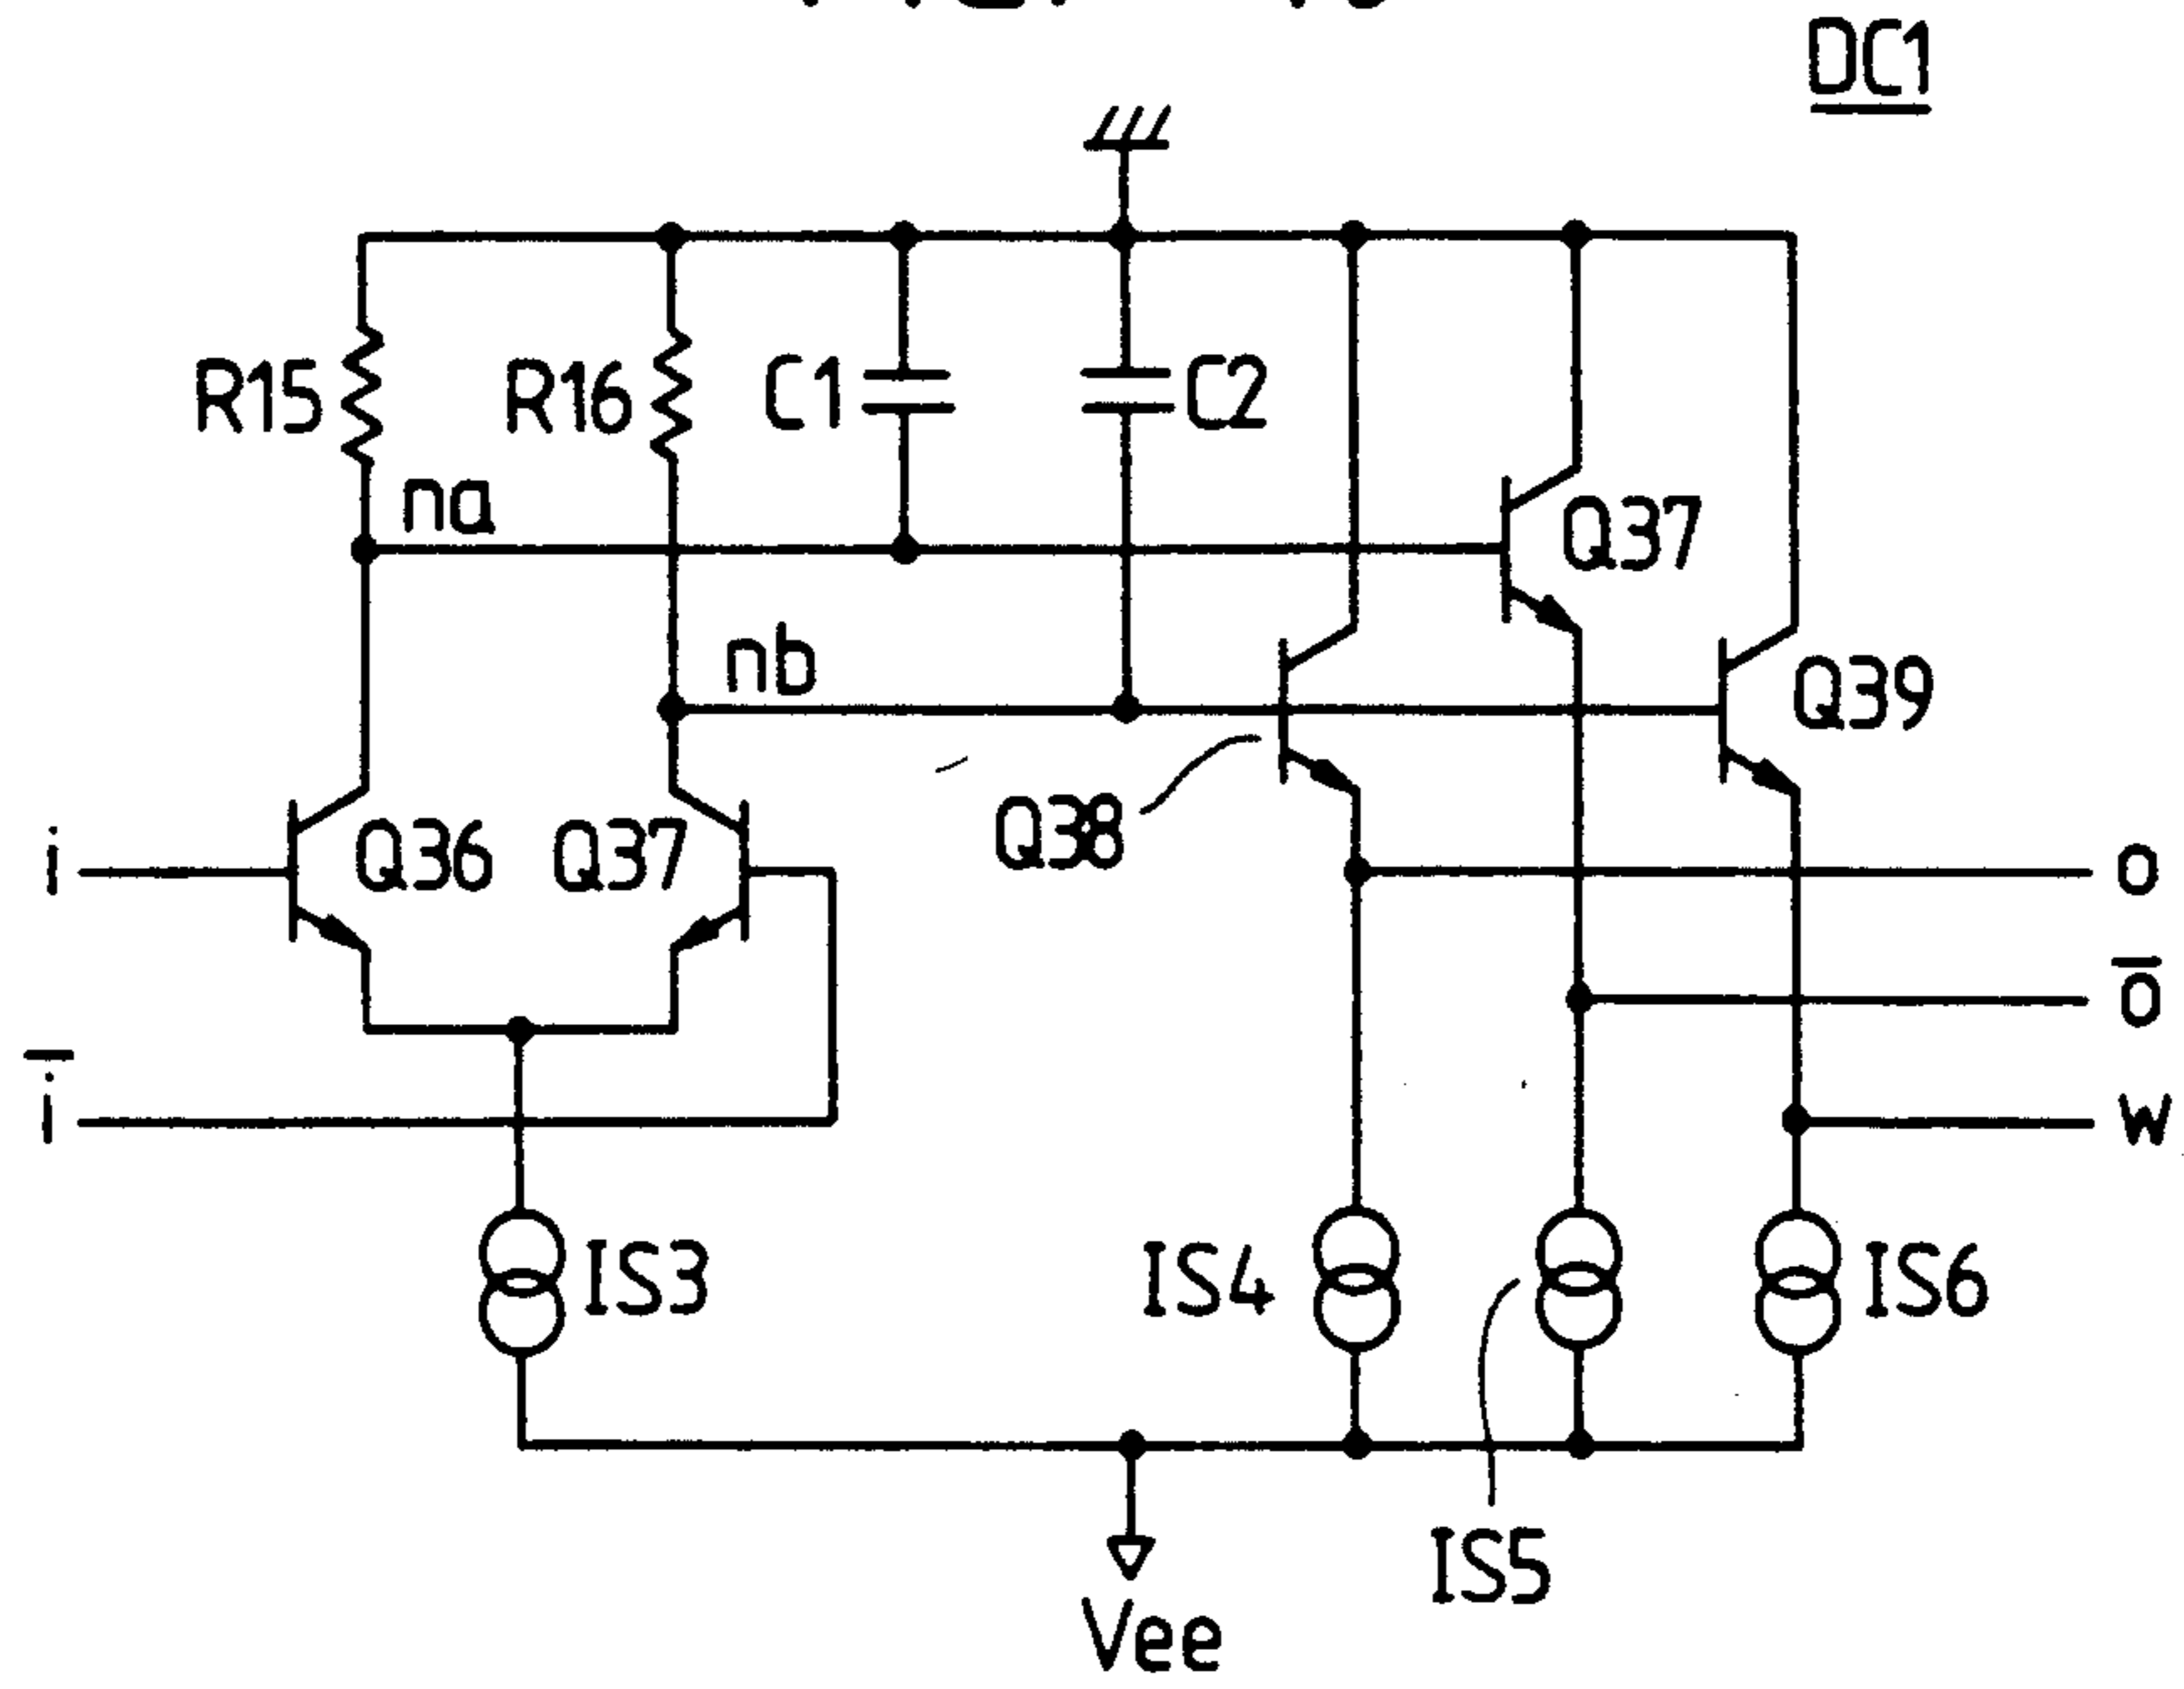 DC1
R15
R16
C1
C2
na
Q37
nb
Q39
Q38
i
Q36
Q37
o
o̅
i̅
w
IS3
IS4
IS6
IS5
Vee